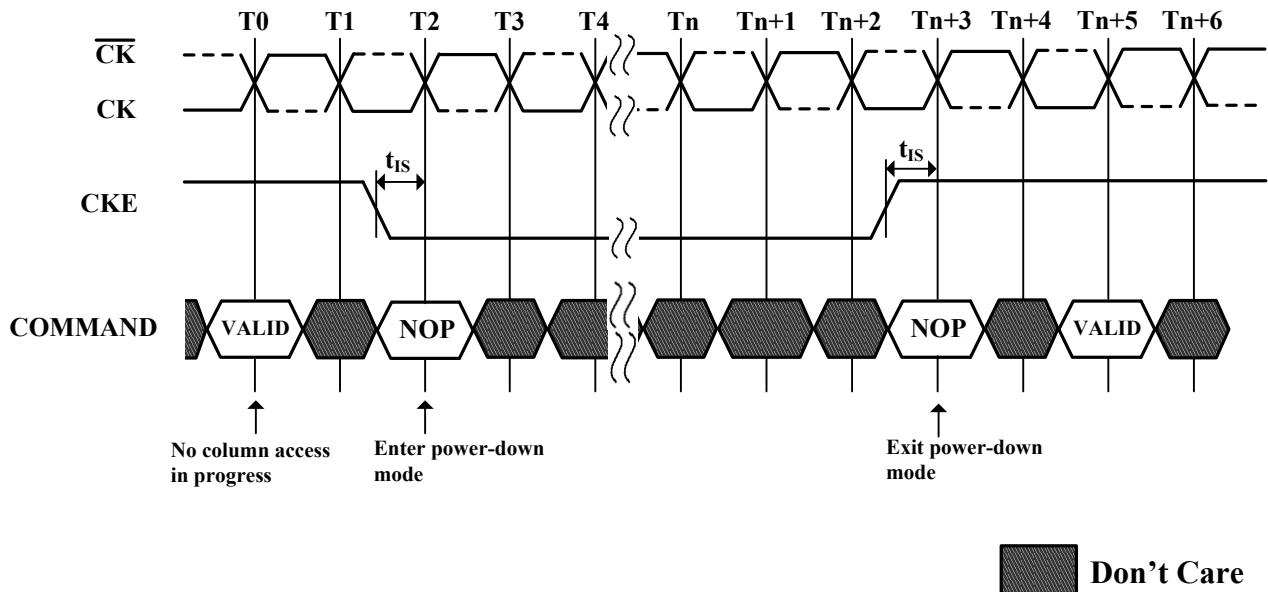 T0 T1 T2 T3 T4 Tn Tn+1 Tn+2 Tn+3 Tn+4 Tn+5 Tn+6
CK
CK
tIS tIS
CKE
COMMAND VALID NOP NOP VALID
No column access
in progress
Enter power-down
mode
Exit power-down
mode
Don't Care